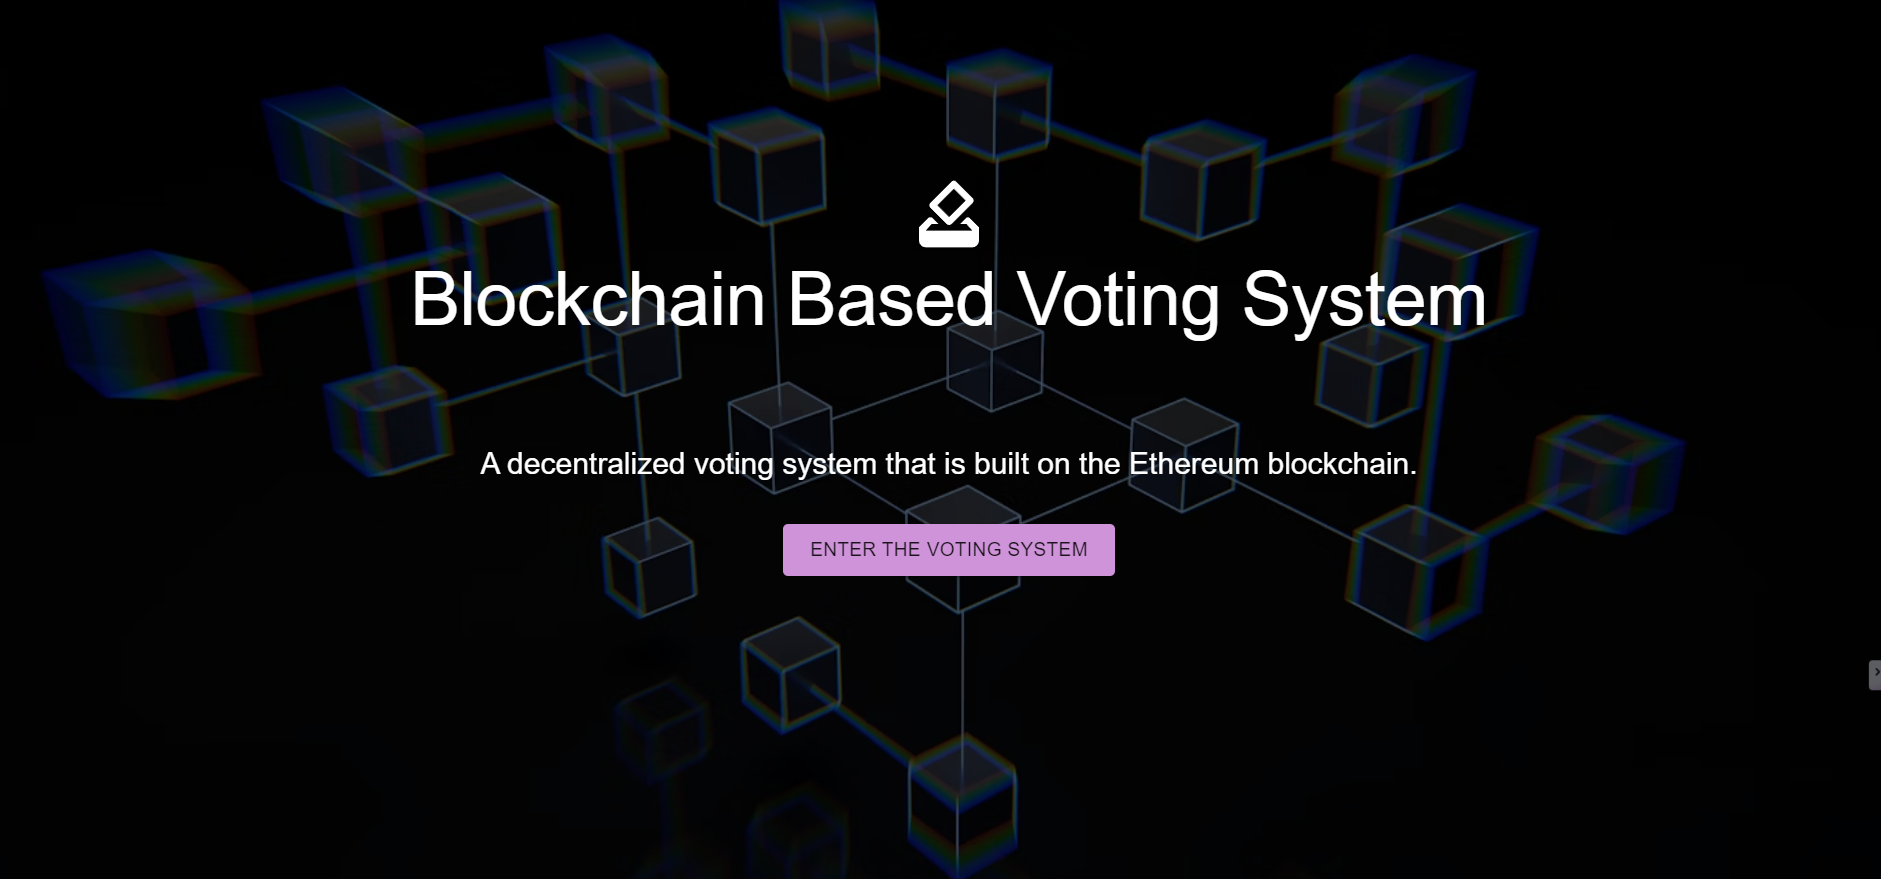 Blockchain Based Voting System
A decentralized voting system that is built on the Ethereum blockchain.
ENTER THE VOTING SYSTEM